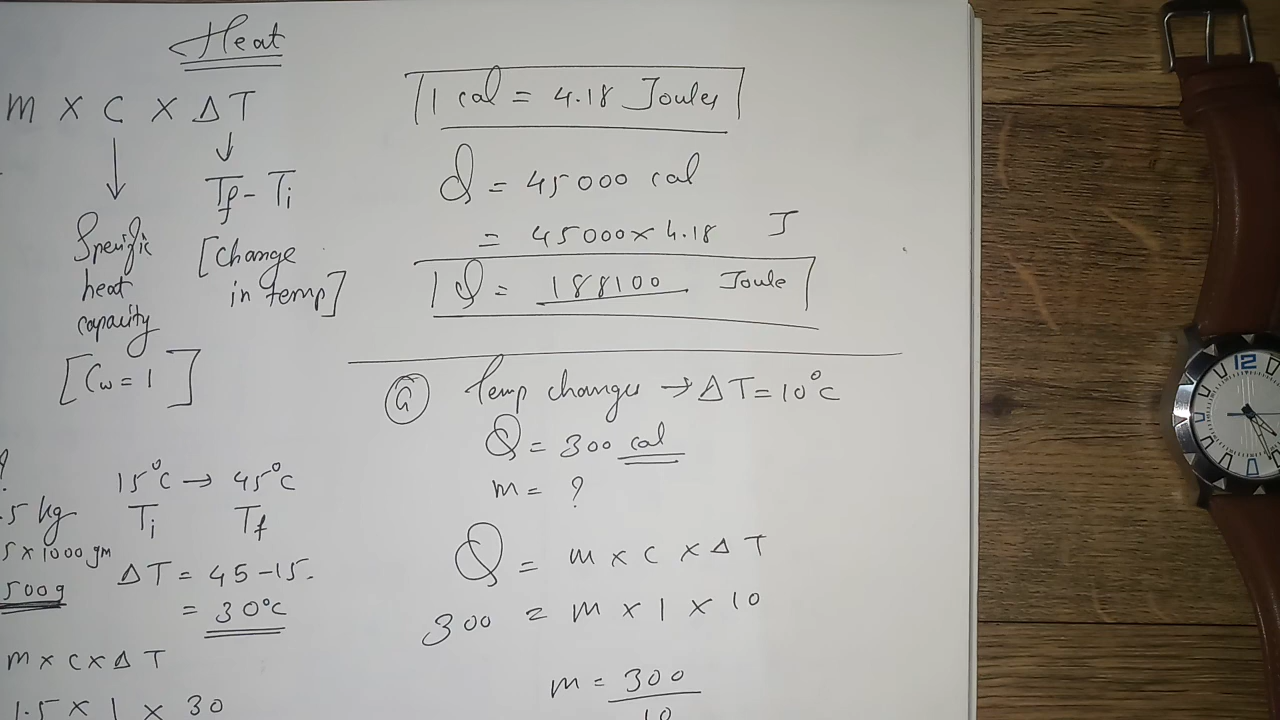 Heat
m × C × ΔT
↓ ↓
Tf - Ti
Specific
heat
capacity
[Change
in temp]
[Cw = 1]
15°C → 45°C
Ti Tf
.5 kg
5 × 1000 gm
500g
ΔT = 45 - 15.
= 30°C
m × C × ΔT
1.5 × 1 × 30
1 cal = 4.18 Joules
Q = 45000 cal
= 45000 × 4.18 J
Q = 188100 Joule
Temp changes → ΔT = 10°C
Q = 300 cal
m = ?
Q = m × C × ΔT
300 = m × 1 × 10
m = 300
10
12